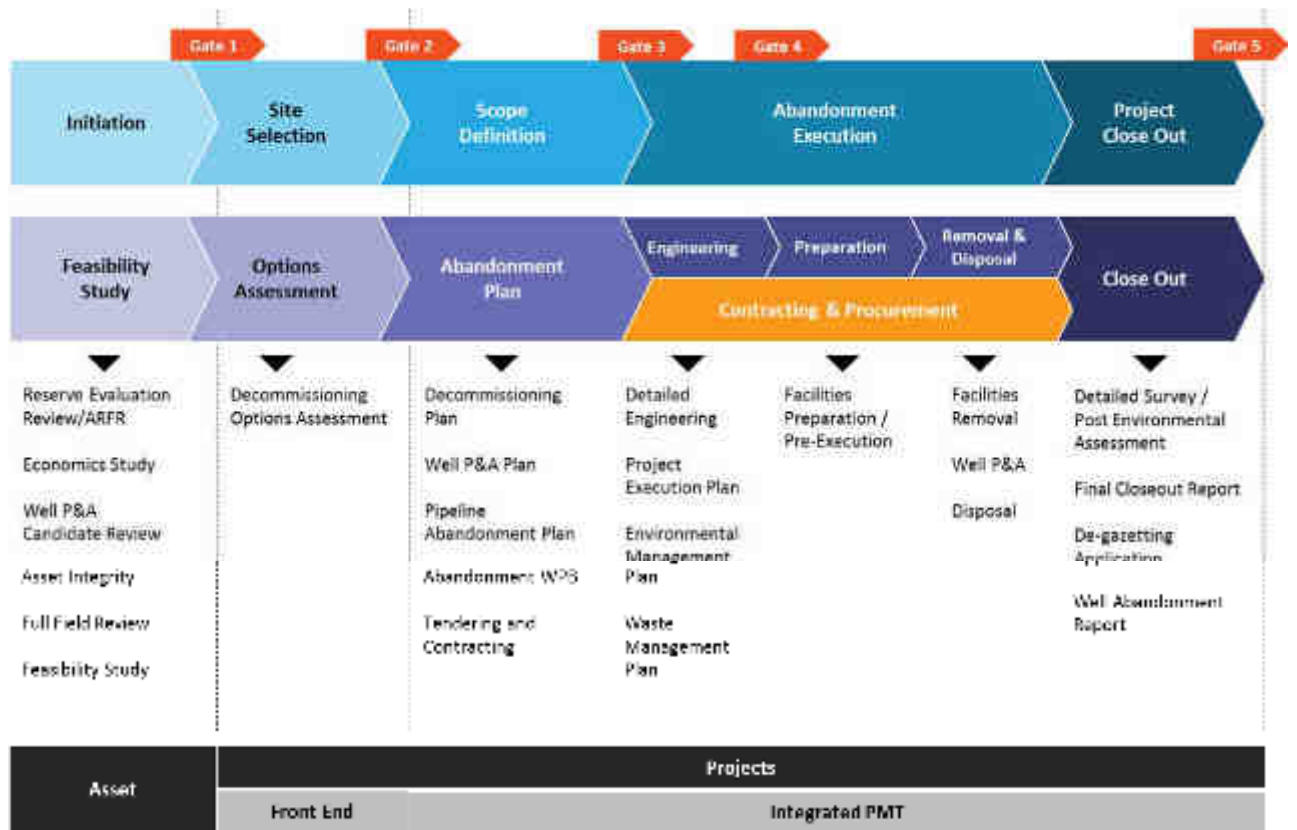 Gate 1
Gate 2
Gate 3
Gate 4
Gate 5
Initiation
Site
Selection
Scope
Definition
Abandonment
Execution
Project
Close Out
Feasibility
Study
Options
Assessment
Abandonment
Plan
Engineering
Preparation
Removal &
Disposal
Contracting & Procurement
Close Out
Reserve Evaluation
Review/ARFR
Economics Study
Well P&A
Candidate Review
Asset Integrity
Full Field Review
Feasibility Study
Decommissioning
Options Assessment
Decommissioning
Plan
Well P&A Plan
Pipeline
Abandonment Plan
Abandonment WPB
Tendering and
Contracting
Detailed
Engineering
Project
Execution Plan
Environmental
Management
Plan
Waste
Management
Plan
Facilities
Preparation /
Pre-Execution
Facilities
Removal
Well P&A
Disposal
Detailed Survey /
Post Environmental
Assessment
Final Closeout Report
De-gazetting
Application
Well Abandonment
Report
Asset
Projects
Front End
Integrated PMT